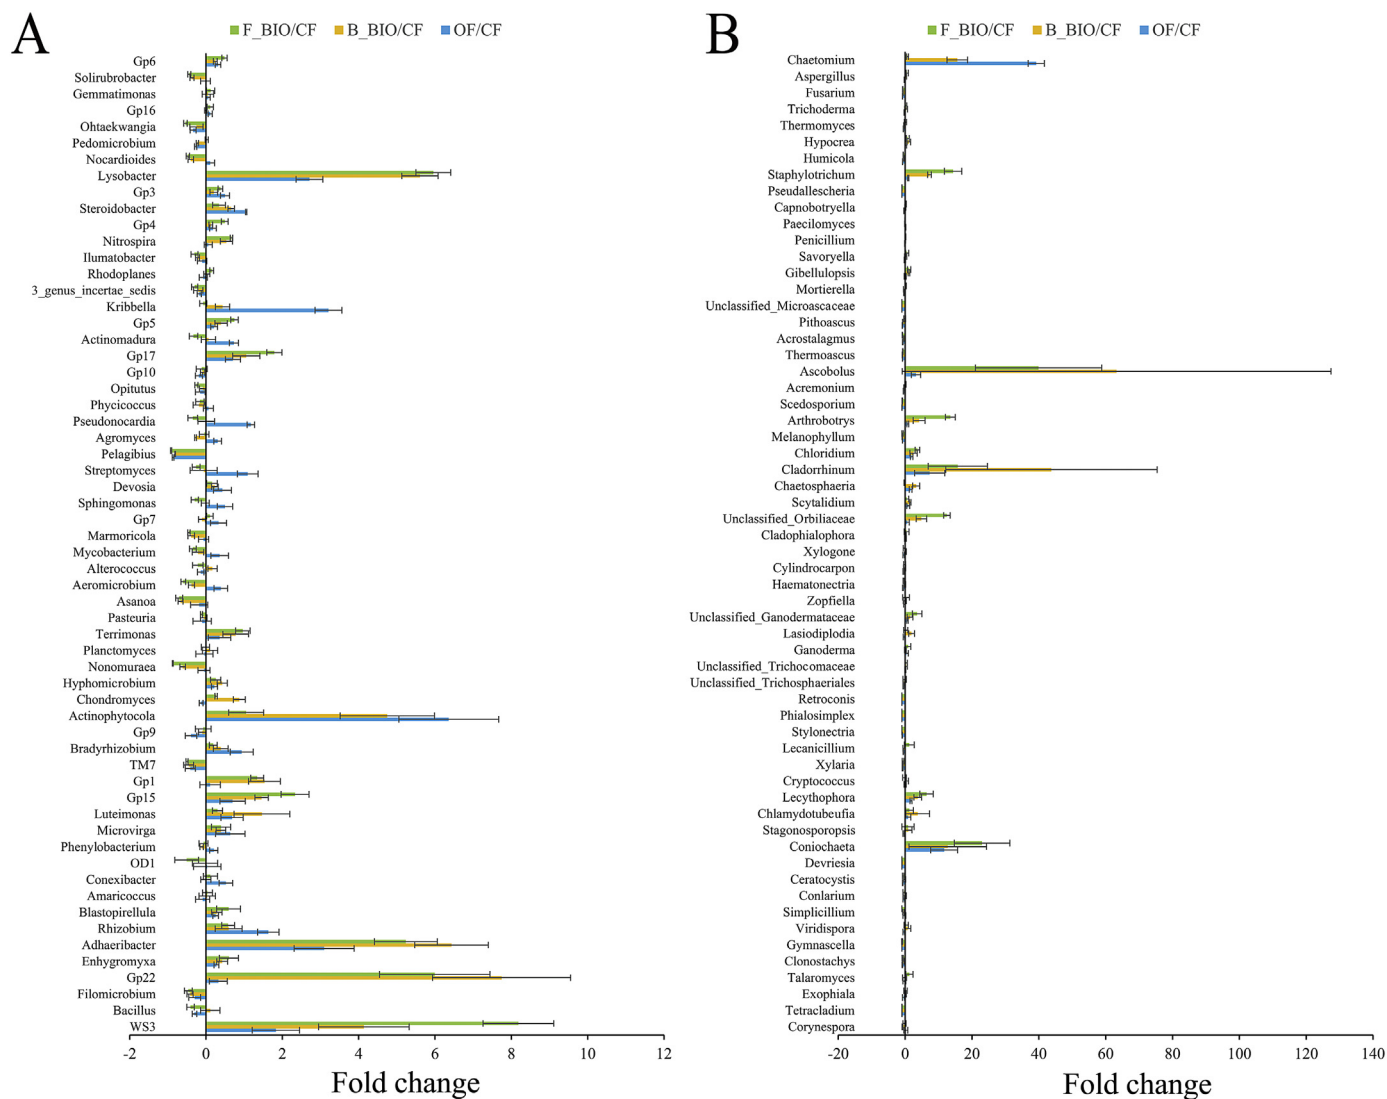 A
F_BIO/CF B_BIO/CF OF/CF
Gp6
Solirubrobacter
Gemmatimonas
Gp16
Ohtaekwangia
Pedomicrobium
Nocardioides
Lysobacter
Gp3
Steroidobacter
Gp4
Nitrospira
Ilumatobacter
Rhodoplanes
3_genus_incertae_sedis
Kribbella
Gp5
Actinomadura
Gp17
Gp10
Opitutus
Phycicoccus
Pseudonocardia
Agromyces
Pelagibius
Streptomyces
Devosia
Sphingomonas
Gp7
Marmoricola
Mycobacterium
Alterococcus
Aeromicrobium
Asanoa
Pasteuria
Terrimonas
Planctomyces
Nonomuraea
Hyphomicrobium
Chondromyces
Actinophytocola
Gp9
Bradyrhizobium
TM7
Gp1
Gp15
Luteimonas
Microvirga
Phenylobacterium
OD1
Conexibacter
Amaricoccus
Blastopirellula
Rhizobium
Adhaeribacter
Enhygromyxa
Gp22
Filomicrobium
Bacillus
WS3
-2 0 2 4 6 8 10 12
Fold change
B
F_BIO/CF B_BIO/CF OF/CF
Chaetomium
Aspergillus
Fusarium
Trichoderma
Thermomyces
Hypocrea
Humicola
Staphylotrichum
Pseudallescheria
Capnobotryella
Paecilomyces
Penicillium
Savoryella
Gibellulopsis
Mortierella
Unclassified_Microascaceae
Pithoascus
Acrostalagmus
Thermoascus
Ascobolus
Acremonium
Scedosporium
Arthrobotrys
Melanophyllum
Chloridium
Cladorrhinum
Chaetosphaeria
Scytalidium
Unclassified_Orbiliaceae
Cladophialophora
Xylogone
Cylindrocarpon
Haematonectria
Zopfiella
Unclassified_Ganodermataceae
Lasiodiplodia
Ganoderma
Unclassified_Trichocomaceae
Unclassified_Trichosphaeriales
Retroconis
Phialosimplex
Stylonectria
Lecanicillium
Xylaria
Cryptococcus
Lecythophora
Chlamydotubeufia
Stagonosporopsis
Coniochaeta
Devriesia
Ceratocystis
Conlarium
Simplicillium
Viridispora
Gymnascella
Clonostachys
Talaromyces
Exophiala
Tetracladium
Corynespora
-20 0 20 40 60 80 100 120 140
Fold change